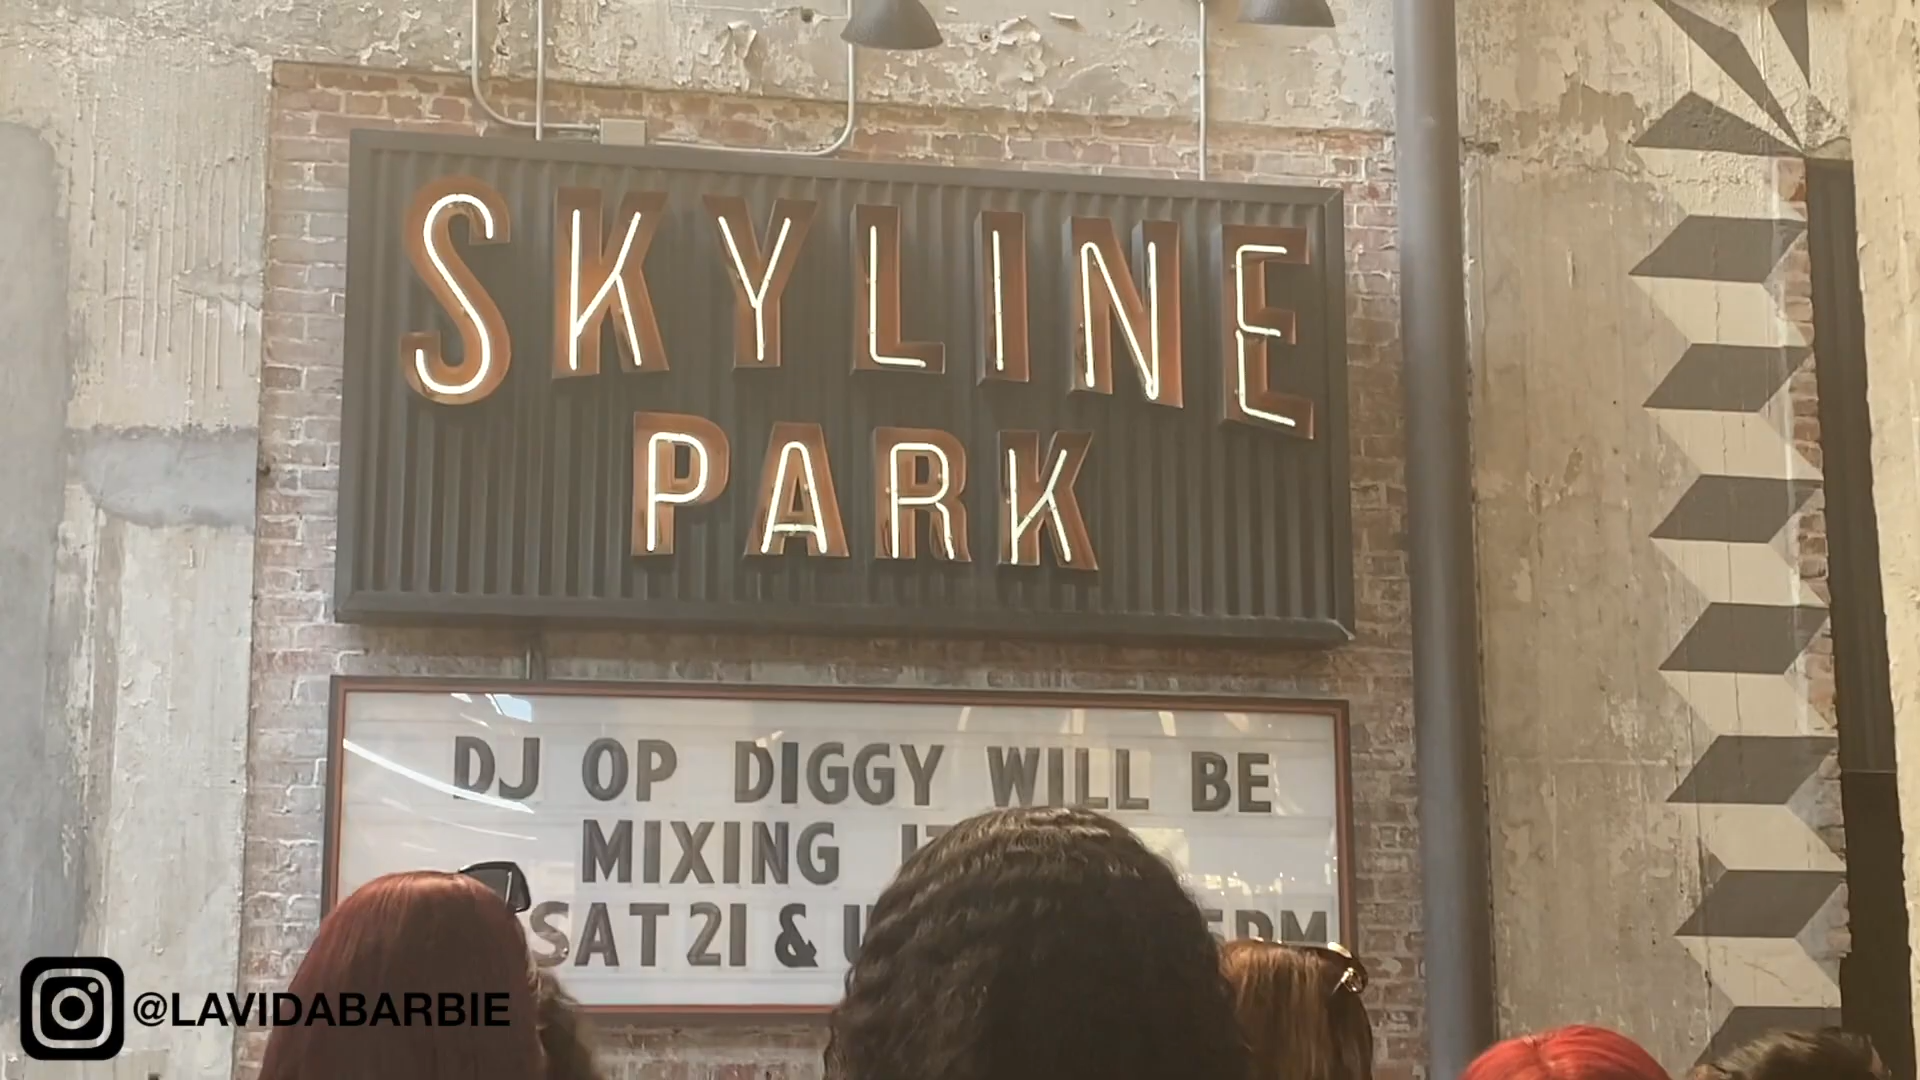 SKYLINE
PARK
DJ OP DIGGY WILL BE
MIXING
SAT 21 &
@LAVIDABARBIE